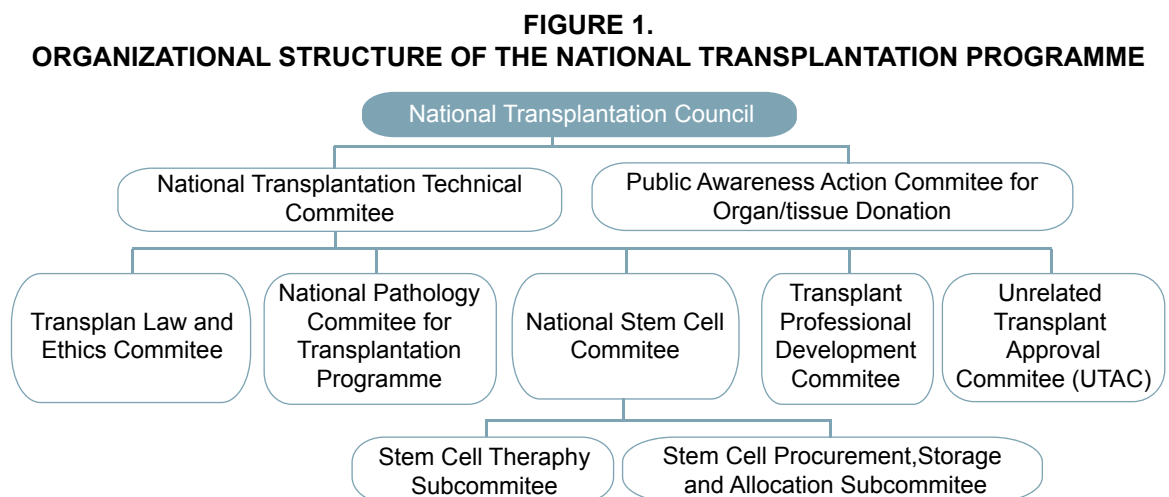 FIGURE 1.
ORGANIZATIONAL STRUCTURE OF THE NATIONAL TRANSPLANTATION PROGRAMME
National Transplantation Council
National Transplantation Technical
Commitee
Public Awareness Action Commitee for
Organ/tissue Donation
Transplan Law and
Ethics Commitee
National Pathology
Commitee for
Transplantation
Programme
National Stem Cell
Commitee
Transplant
Professional
Development
Commitee
Unrelated
Transplant
Approval
Commitee (UTAC)
Stem Cell Theraphy
Subcommitee
Stem Cell Procurement,Storage
and Allocation Subcommitee